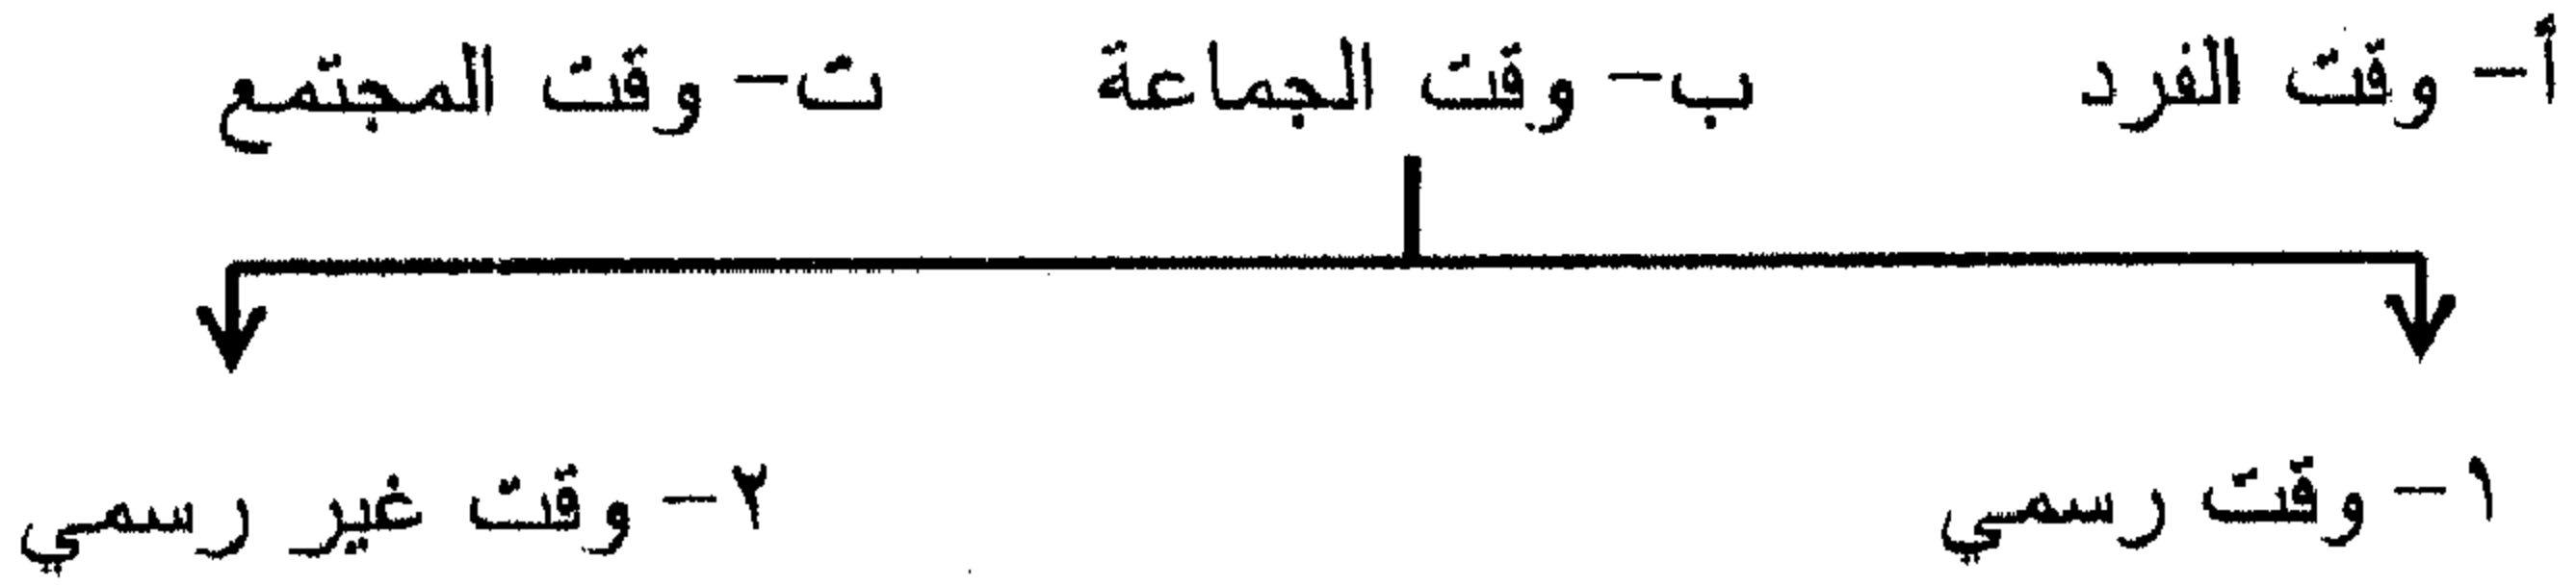 أ- وقت الفرد ب- وقت الجماعة ت- وقت المجتمع
١- وقت رسمي ٢- وقت غير رسمي